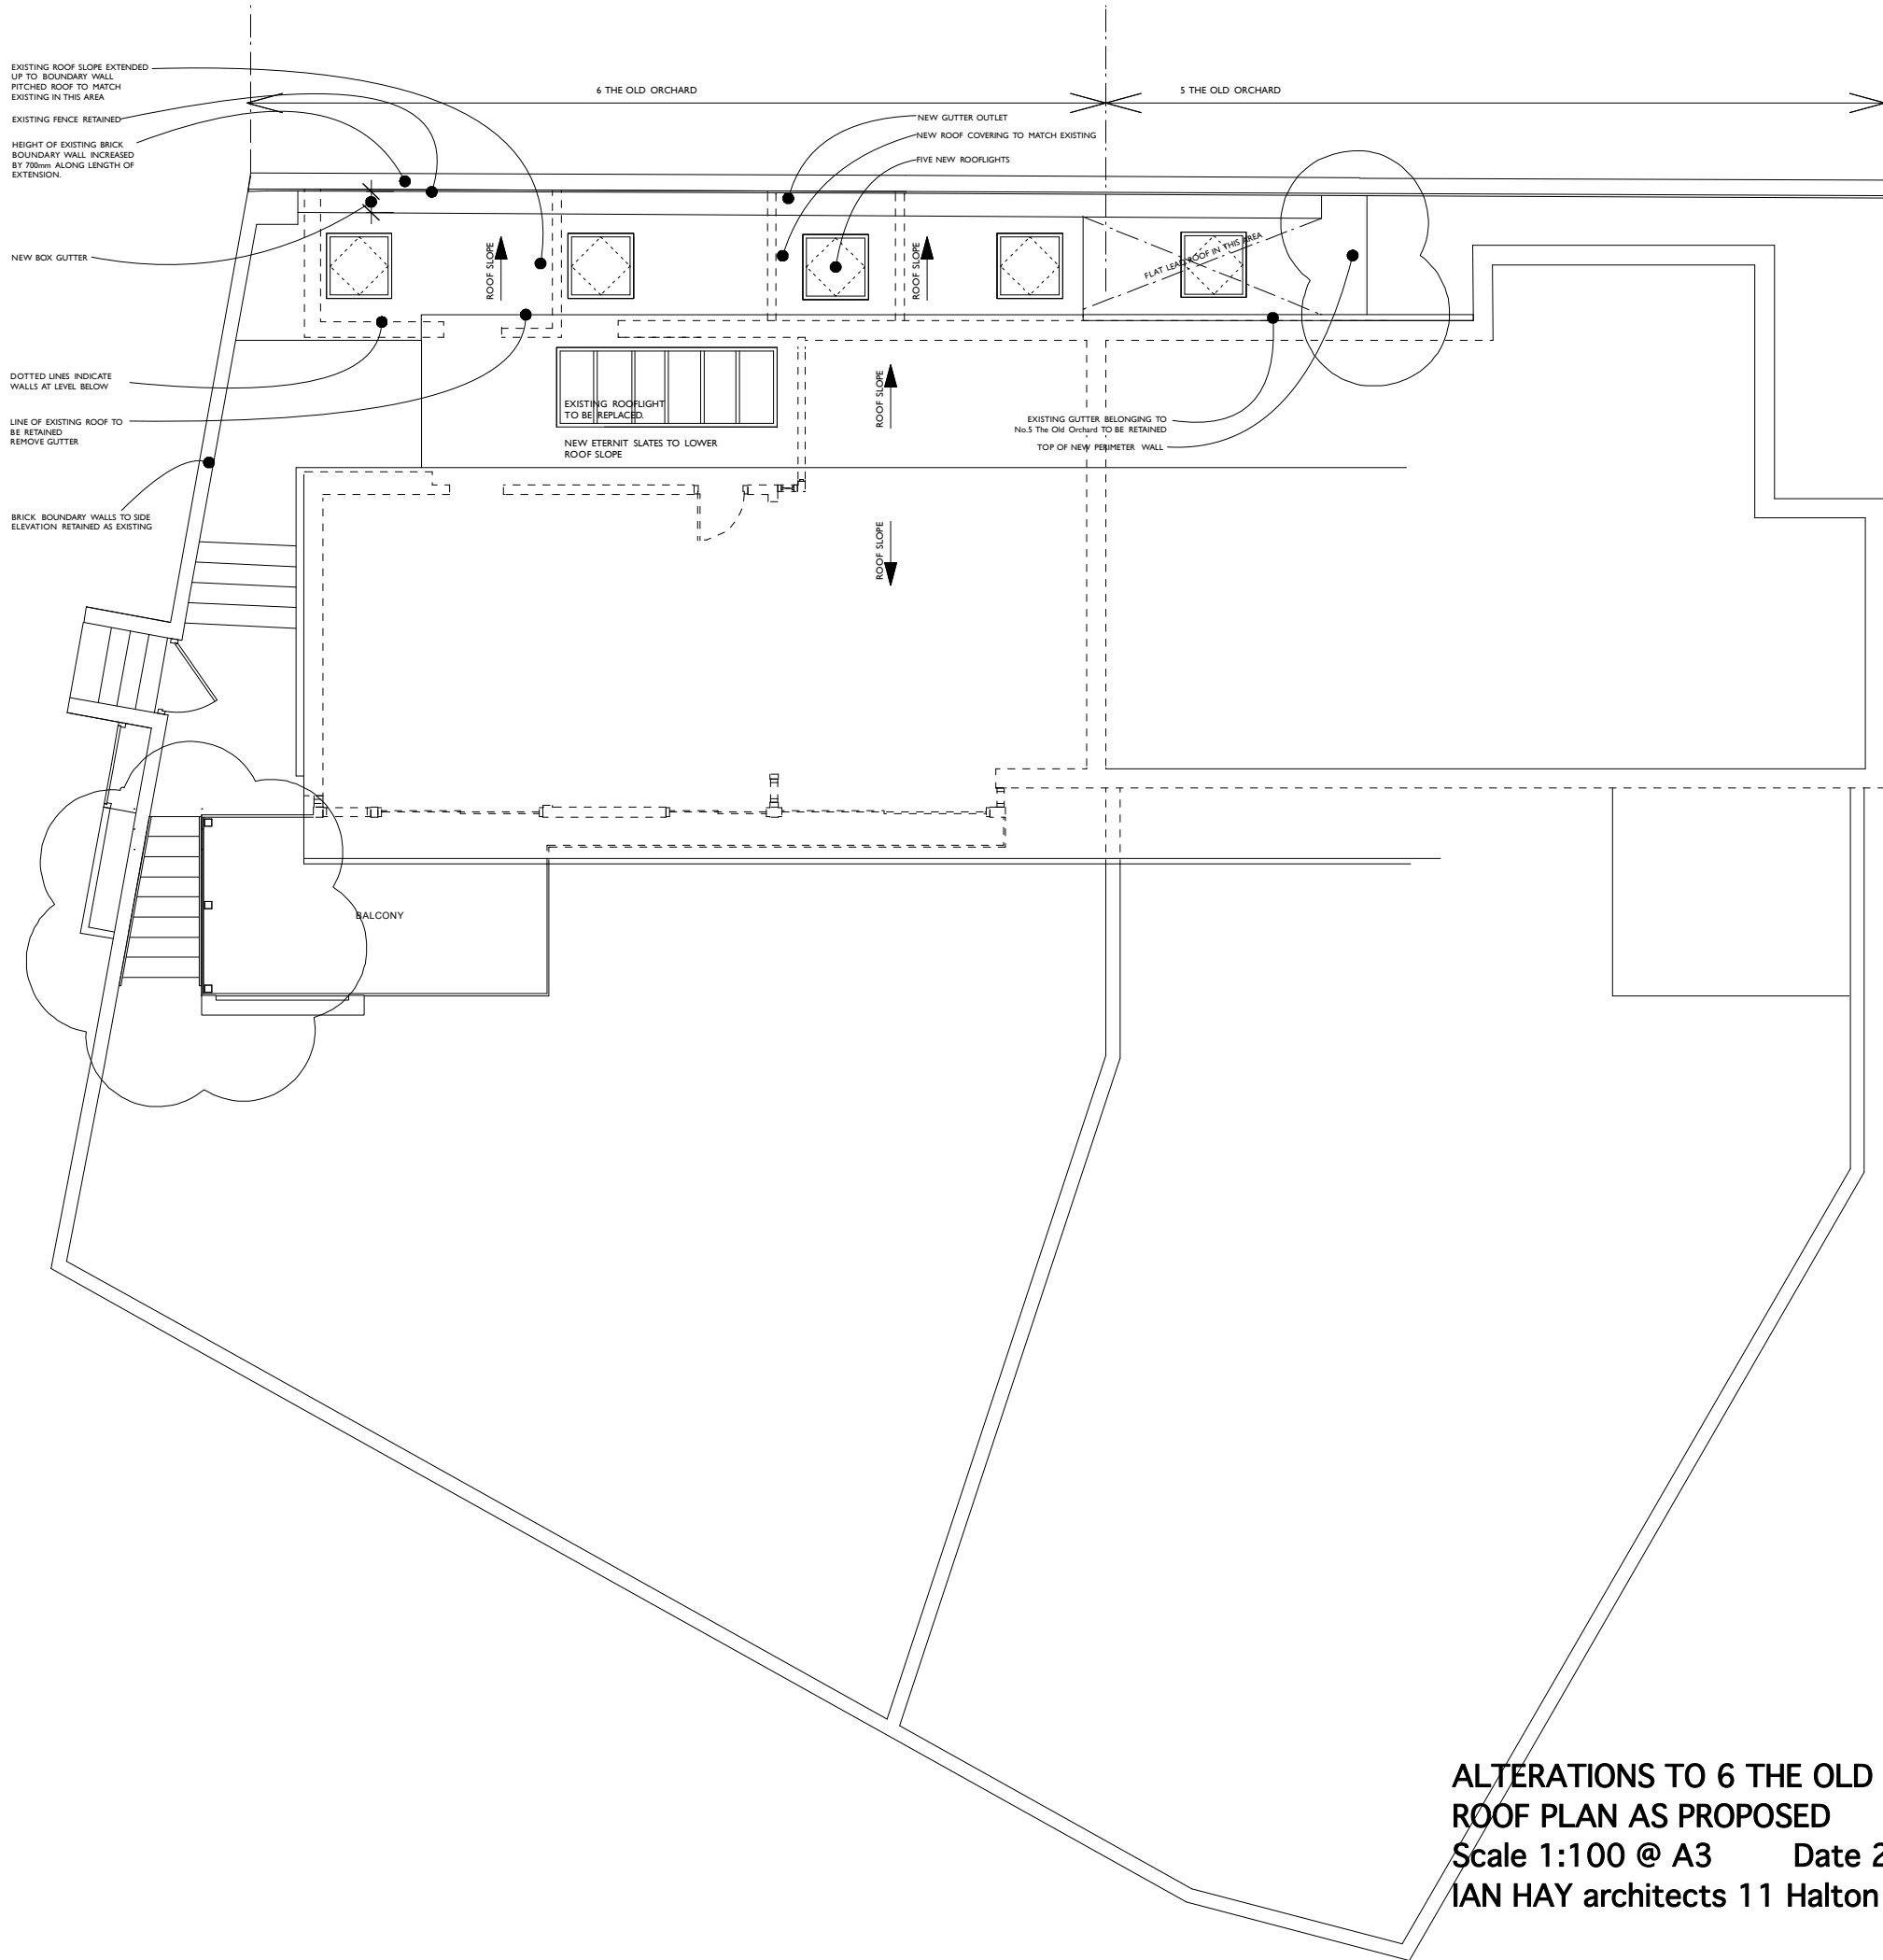 EXISTING ROOF SLOPE EXTENDED
UP TO BOUNDARY WALL
PITCHED ROOF TO MATCH
EXISTING IN THIS AREA
EXISTING FENCE RETAINED
HEIGHT OF EXISTING BRICK
BOUNDARY WALL INCREASED
BY 700mm ALONG LENGTH OF
EXTENSION.
NEW BOX GUTTER
DOTTED LINES INDICATE
WALLS AT LEVEL BELOW
LINE OF EXISTING ROOF TO
BE RETAINED
REMOVE GUTTER
BRICK BOUNDARY WALLS TO SIDE
ELEVATION RETAINED AS EXISTING
6 THE OLD ORCHARD
5 THE OLD ORCHARD
NEW GUTTER OUTLET
NEW ROOF COVERING TO MATCH EXISTING
FIVE NEW ROOFLIGHTS
ROOF SLOPE
ROOF SLOPE
FLAT LEAD ROOF IN THIS AREA
EXISTING ROOFLIGHT
TO BE REPLACED.
NEW ETERNIT SLATES TO LOWER
ROOF SLOPE
ROOF SLOPE
EXISTING GUTTER BELONGING TO
No.5 The Old Orchard TO BE RETAINED
TOP OF NEW PERIMETER WALL
ROOF SLOPE
BALCONY
ALTERATIONS TO 6 THE OLD
ROOF PLAN AS PROPOSED
Scale 1:100 @ A3 Date 2
IAN HAY architects 11 Halton